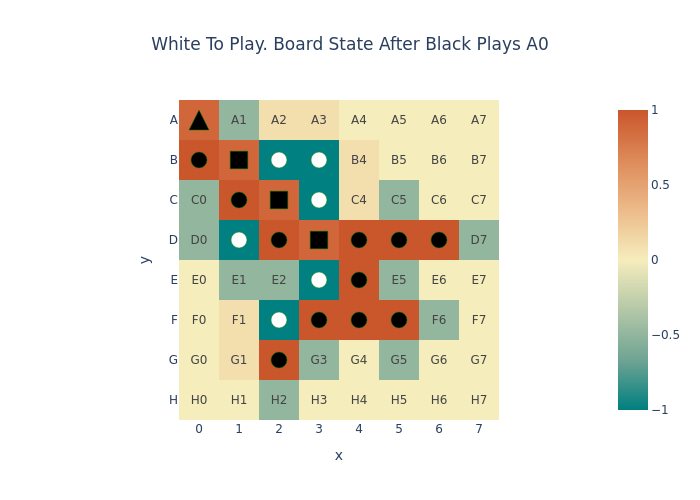 White To Play. Board State After Black Plays A0
A A1 A2 A3 A4 A5 A6 A7
B B4 B5 B6 B7
C C0 C4 C5 C6 C7
D D0 D7
E E0 E1 E2 E5 E6 E7
F F0 F1 F6 F7
G G0 G1 G3 G4 G5 G6 G7
H H0 H1 H2 H3 H4 H5 H6 H7
0 1 2 3 4 5 6 7
x
y
1
0.5
0
−0.5
−1